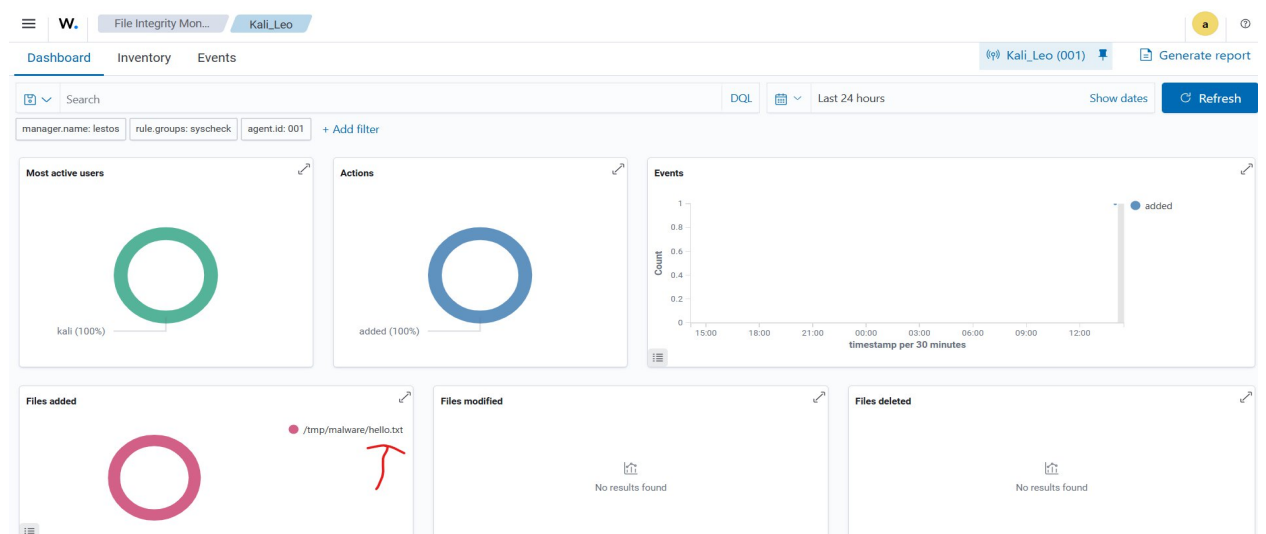 W. File Integrity Mon... Kali_Leo a
Dashboard Inventory Events Kali_Leo (001) Generate report
Search DQL Last 24 hours Show dates Refresh
manager.name: lestos rule.groups: syscheck agent.id: 001 + Add filter
Most active users
kali (100%)
Actions
added (100%)
Events
Count
1
0.8
0.6
0.4
0.2
0
15:00 18:00 21:00 00:00 03:00 06:00 09:00 12:00
timestamp per 30 minutes
added
Files added
/tmp/malware/hello.txt
Files modified
No results found
Files deleted
No results found